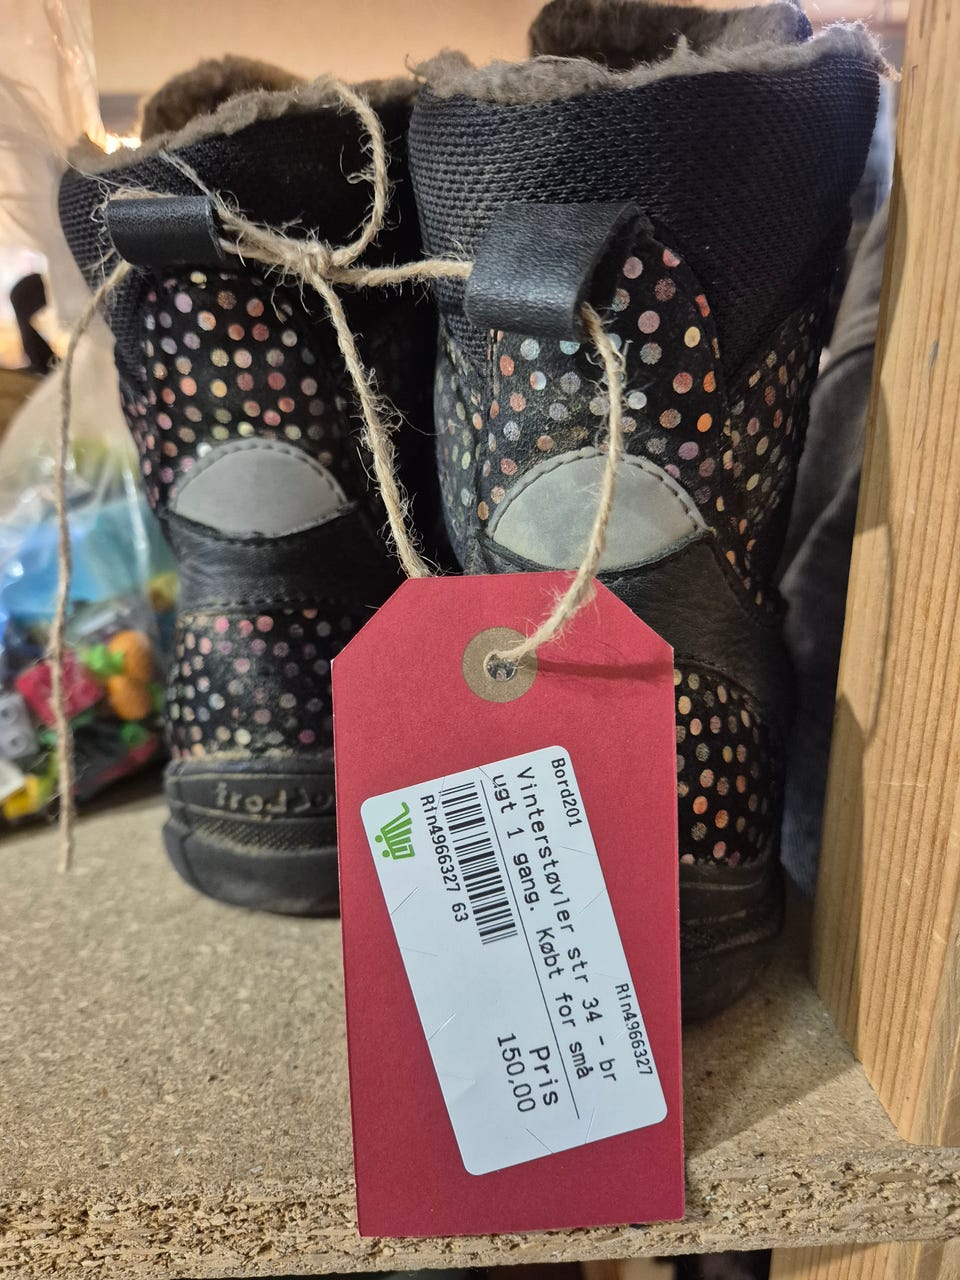 Bord201
Rin4966327
Vinterstøvler str 34 - br
ugt 1 gang. Købt for små
Pris
150,00
Rin4966327 63